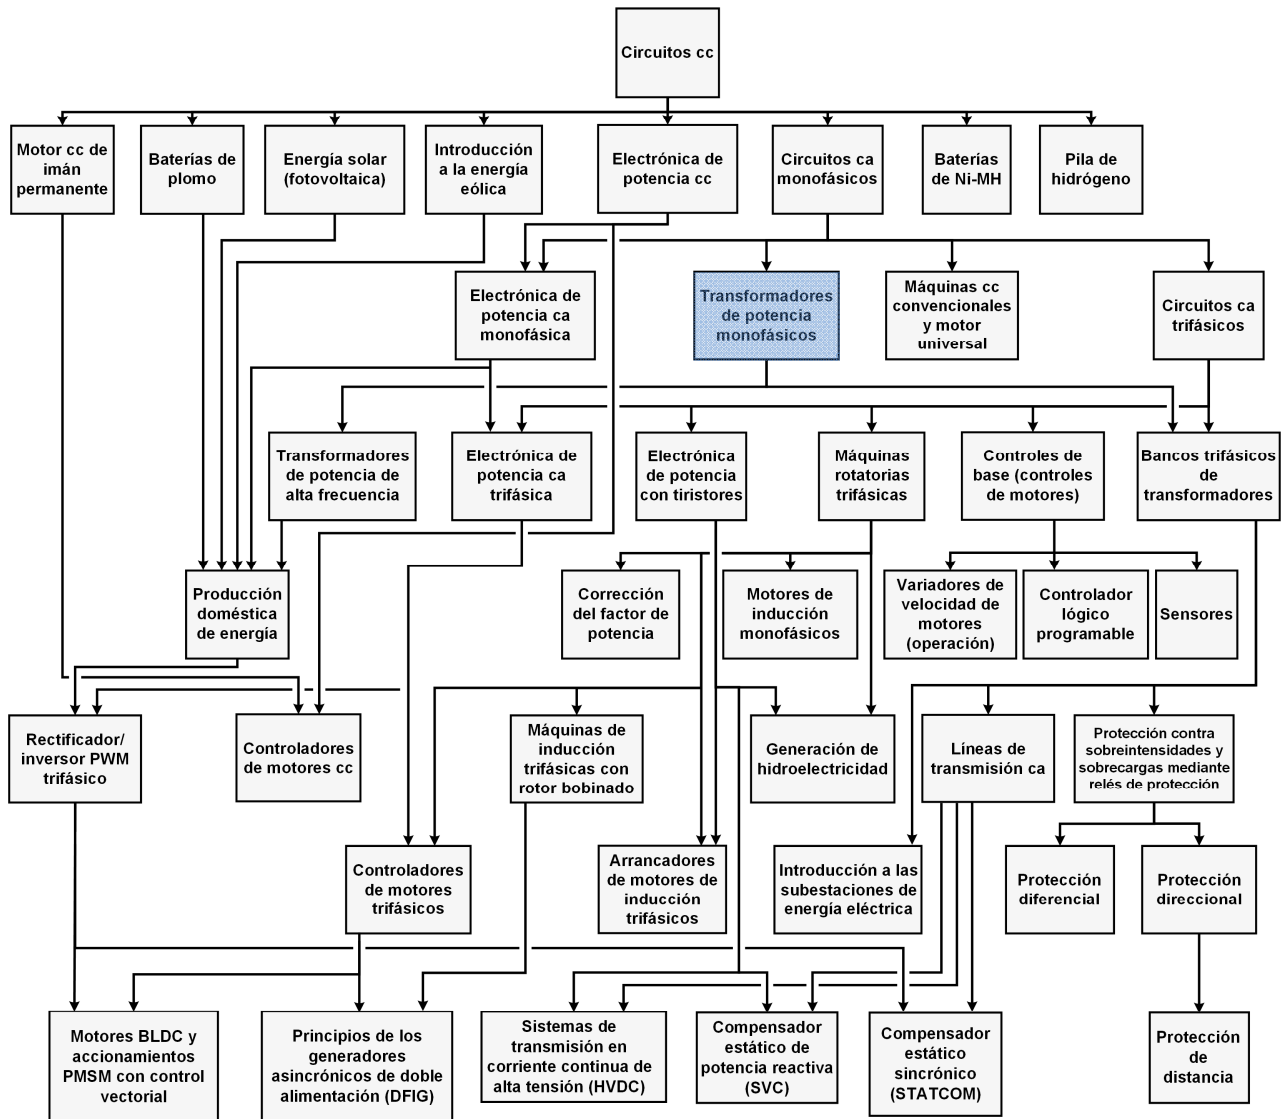 Circuitos cc
Motor cc de
imán
permanente
Baterías de
plomo
Energía solar
(fotovoltaica)
Introducción
a la energía
eólica
Electrónica de
potencia cc
Circuitos ca
monofásicos
Baterías
de Ni-MH
Pila de
hidrógeno
Electrónica de
potencia ca
monofásica
Transformadores
de potencia
monofásicos
Máquinas cc
convencionales
y motor
universal
Circuitos ca
trifásicos
Transformadores
de potencia de
alta frecuencia
Electrónica de
potencia ca
trifásica
Electrónica
de potencia
con tiristores
Máquinas
rotatorias
trifásicas
Controles de
base (controles
de motores)
Bancos trifásicos
de
transformadores
Producción
doméstica
de energía
Corrección
del factor de
potencia
Motores de
inducción
monofásicos
Variadores de
velocidad de
motores
(operación)
Controlador
lógico
programable
Sensores
Rectificador/
inversor PWM
trifásico
Controladores
de motores cc
Máquinas de
inducción
trifásicas con
rotor bobinado
Generación de
hidroelectricidad
Líneas de
transmisión ca
Protección contra
sobreintensidades y
sobrecargas mediante
relés de protección
Controladores
de motores
trifásicos
Arrancadores
de motores de
inducción
trifásicos
Introducción a las
subestaciones de
energía eléctrica
Protección
diferencial
Protección
direccional
Motores BLDC y
accionamientos
PMSM con control
vectorial
Principios de los
generadores
asincrónicos de doble
alimentación (DFIG)
Sistemas de
transmisión en
corriente continua de
alta tensión (HVDC)
Compensador
estático de
potencia reactiva
(SVC)
Compensador
estático
sincrónico
(STATCOM)
Protección
de
distancia